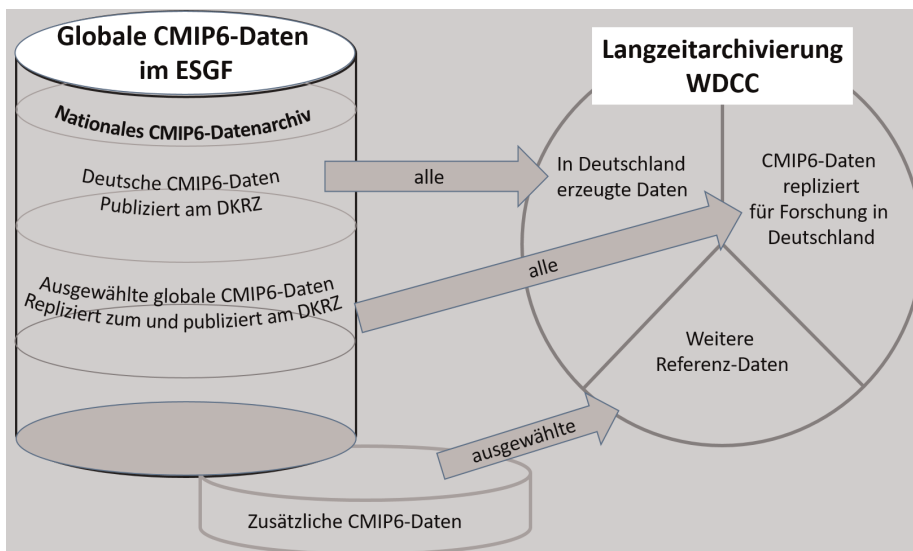 Globale CMIP6-Daten
im ESGF
Nationales CMIP6-Datenarchiv
Deutsche CMIP6-Daten
Publiziert am DKRZ
Ausgewählte globale CMIP6-Daten
Repliziert zum und publiziert am DKRZ
Zusätzliche CMIP6-Daten
alle
alle
ausgewählte
Langzeitarchivierung
WDCC
In Deutschland
erzeugte Daten
CMIP6-Daten
repliziert
für Forschung in
Deutschland
Weitere
Referenz-Daten